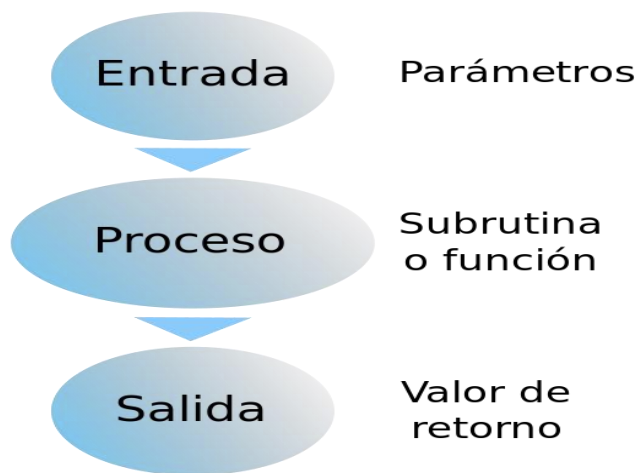 Entrada
Parámetros
Proceso
Subrutina
o función
Salida
Valor de
retorno